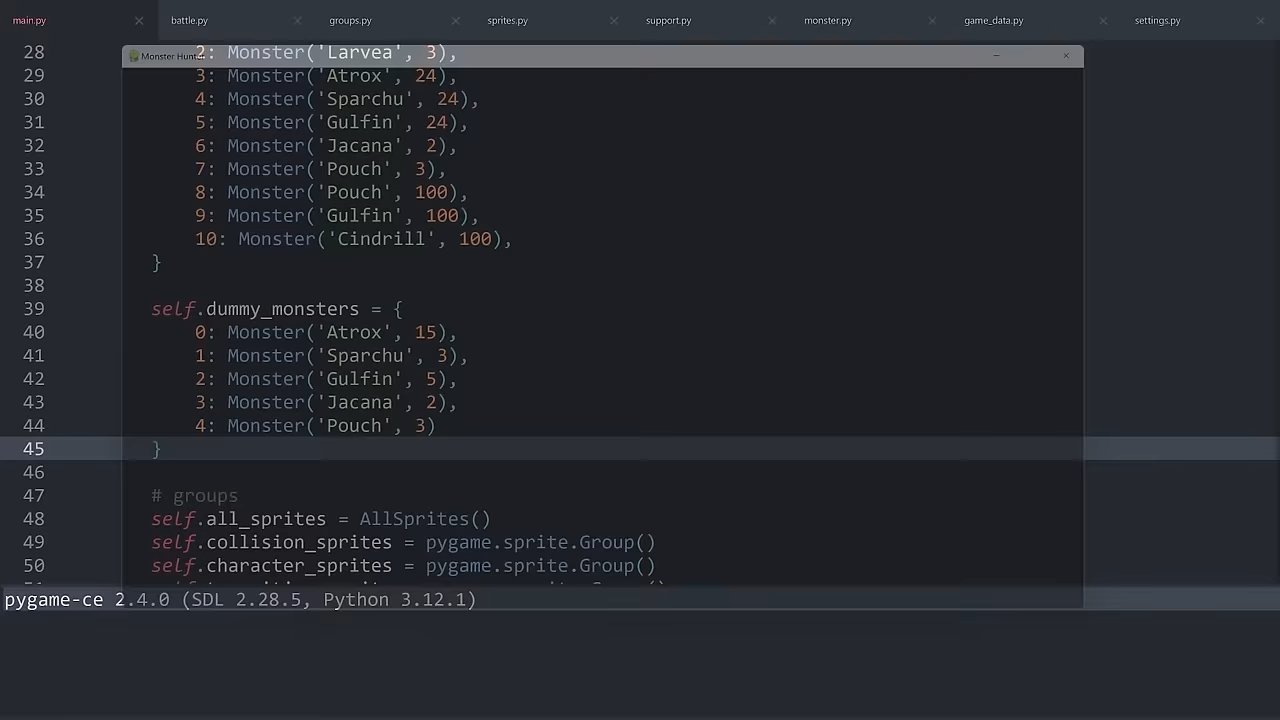 main.py battle.py groups.py sprites.py support.py monster.py game_data.py settings.py
28 2: Monster('Larvea', 3),
Monster Hunter
29 3: Monster('Atrox', 24),
30 4: Monster('Sparchu', 24),
31 5: Monster('Gulfin', 24),
32 6: Monster('Jacana', 2),
33 7: Monster('Pouch', 3),
34 8: Monster('Pouch', 100),
35 9: Monster('Gulfin', 100),
36 10: Monster('Cindrill', 100),
37 }
38
39 self.dummy_monsters = {
40 0: Monster('Atrox', 15),
41 1: Monster('Sparchu', 3),
42 2: Monster('Gulfin', 5),
43 3: Monster('Jacana', 2),
44 4: Monster('Pouch', 3)
45 }
46
47 # groups
48 self.all_sprites = AllSprites()
49 self.collision_sprites = pygame.sprite.Group()
50 self.character_sprites = pygame.sprite.Group()
pygame-ce 2.4.0 (SDL 2.28.5, Python 3.12.1)